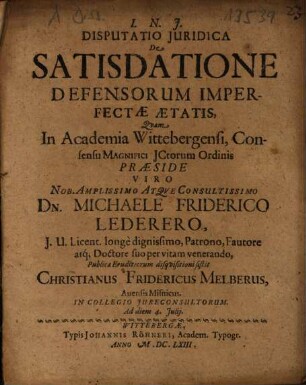 I. N. J.
DISPUTATIO JURIDICA
De
SATISDATIONE
DEFENSORUM IMPER-
FECTÆ ÆTATIS,
Quam
In Academia Wittebergensi, Con-
sensu MAGNIFICI JCtorum Ordinis
PRÆSIDE
VIRO
NOB. AMPLISSIMO ATQVE CONSULTISSIMO
DN. MICHAELE FRIDERICO
LEDERERO,
J. U. Licent. longè dignissimo, Patrono, Fautore
atq; Doctore suo per vitam venerando,
Publicæ Eruditorum disqvisitioni sistit
CHRISTIANUS FRIDERICUS MELBERUS,
Misnicus.
IN COLLEGIO JURECONSULTORUM.
Ad diem 4. Julij.
WITTEBERGÆ,
Typis JOHANNIS RÖHNERI, Academ. Typogr.
ANNO M. DC. LXIII.